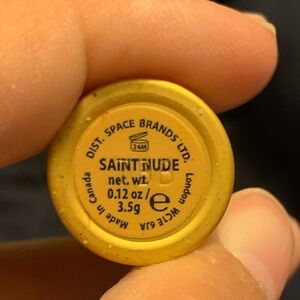 DIST. SPACE BRANDS LTD.
London WC1E 6JA
24M
SAINT NUDE
net. wt.
0.12 oz /
3.5g e
Made in Canada